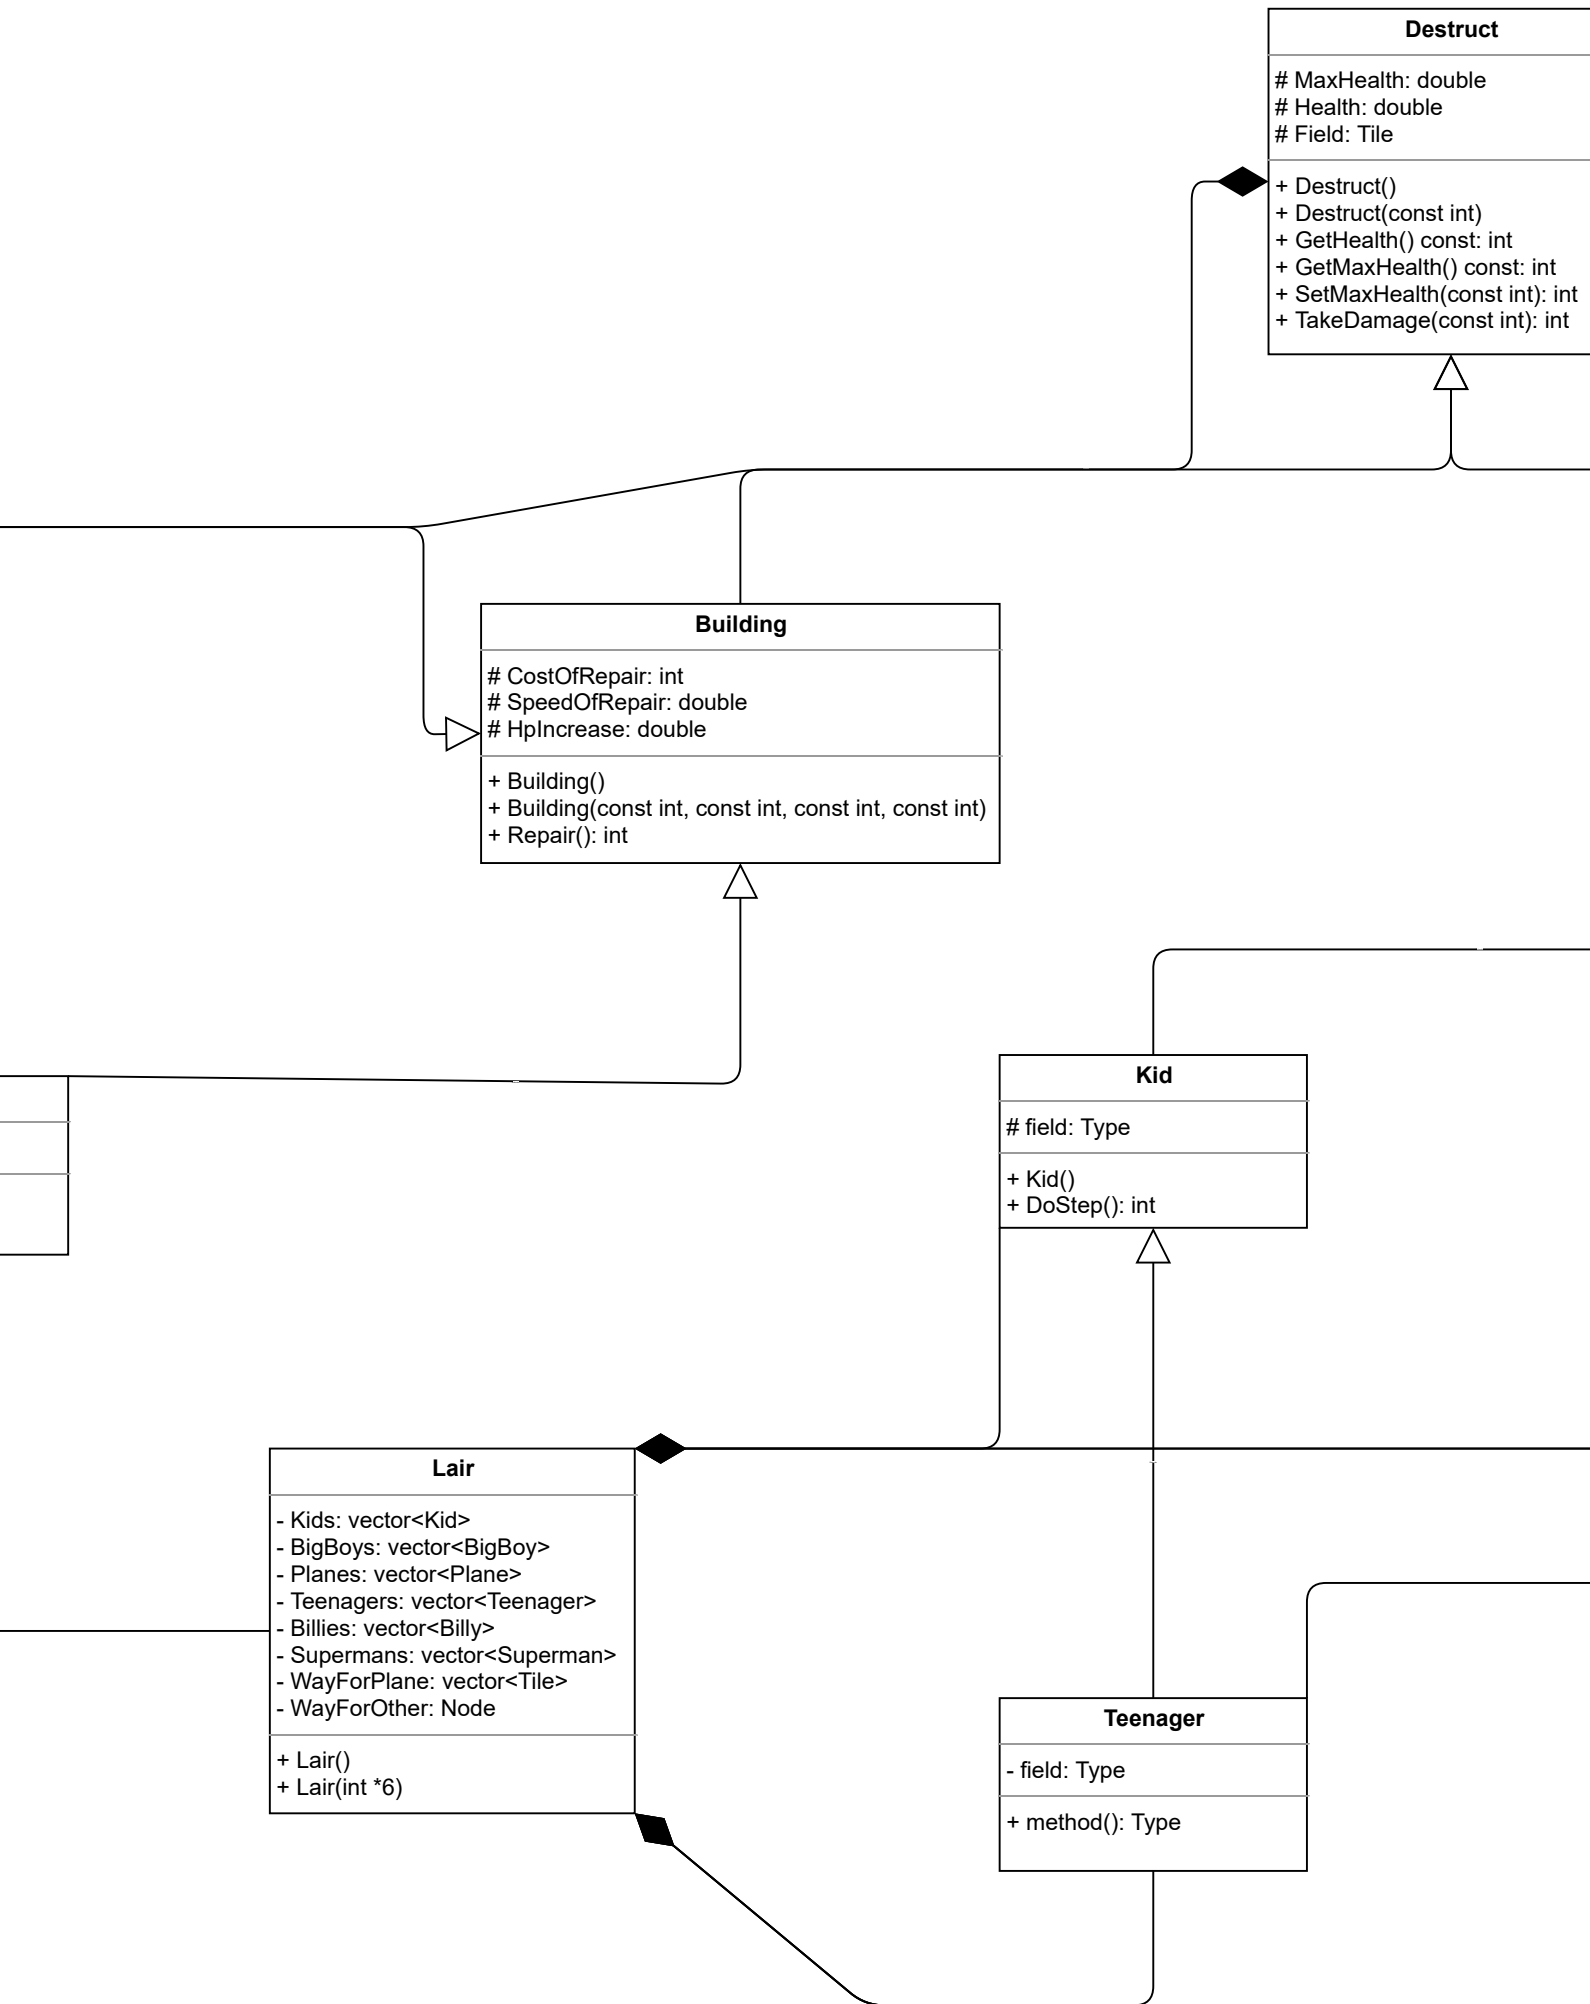 Destruct
# MaxHealth: double
# Health: double
# Field: Tile
+ Destruct()
+ Destruct(const int)
+ GetHealth() const: int
+ GetMaxHealth() const: int
+ SetMaxHealth(const int): int
+ TakeDamage(const int): int
Building
# CostOfRepair: int
# SpeedOfRepair: double
# HpIncrease: double
+ Building()
+ Building(const int, const int, const int, const int)
+ Repair(): int
Kid
# field: Type
+ Kid()
+ DoStep(): int
Lair
- Kids: vector<Kid>
- BigBoys: vector<BigBoy>
- Planes: vector<Plane>
- Teenagers: vector<Teenager>
- Billies: vector<Billy>
- Supermans: vector<Superman>
- WayForPlane: vector<Tile>
- WayForOther: Node
+ Lair()
+ Lair(int *6)
Teenager
- field: Type
+ method(): Type